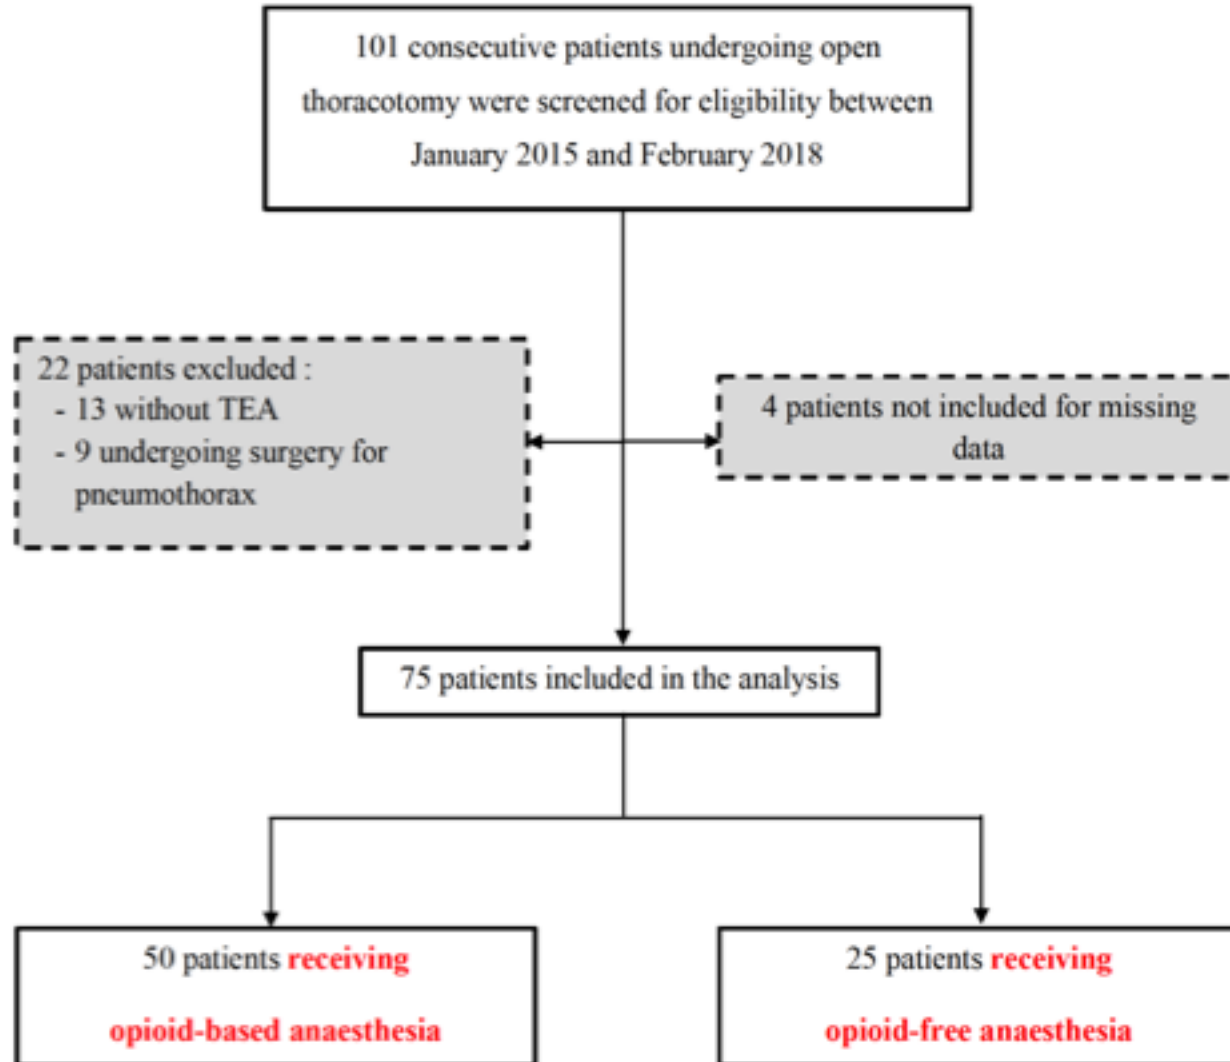 101 consecutive patients undergoing open
thoracotomy were screened for eligibility between
January 2015 and February 2018
22 patients excluded :
- 13 without TEA
- 9 undergoing surgery for
pneumothorax
4 patients not included for missing
data
75 patients included in the analysis
50 patients receiving
opioid-based anaesthesia
25 patients receiving
opioid-free anaesthesia